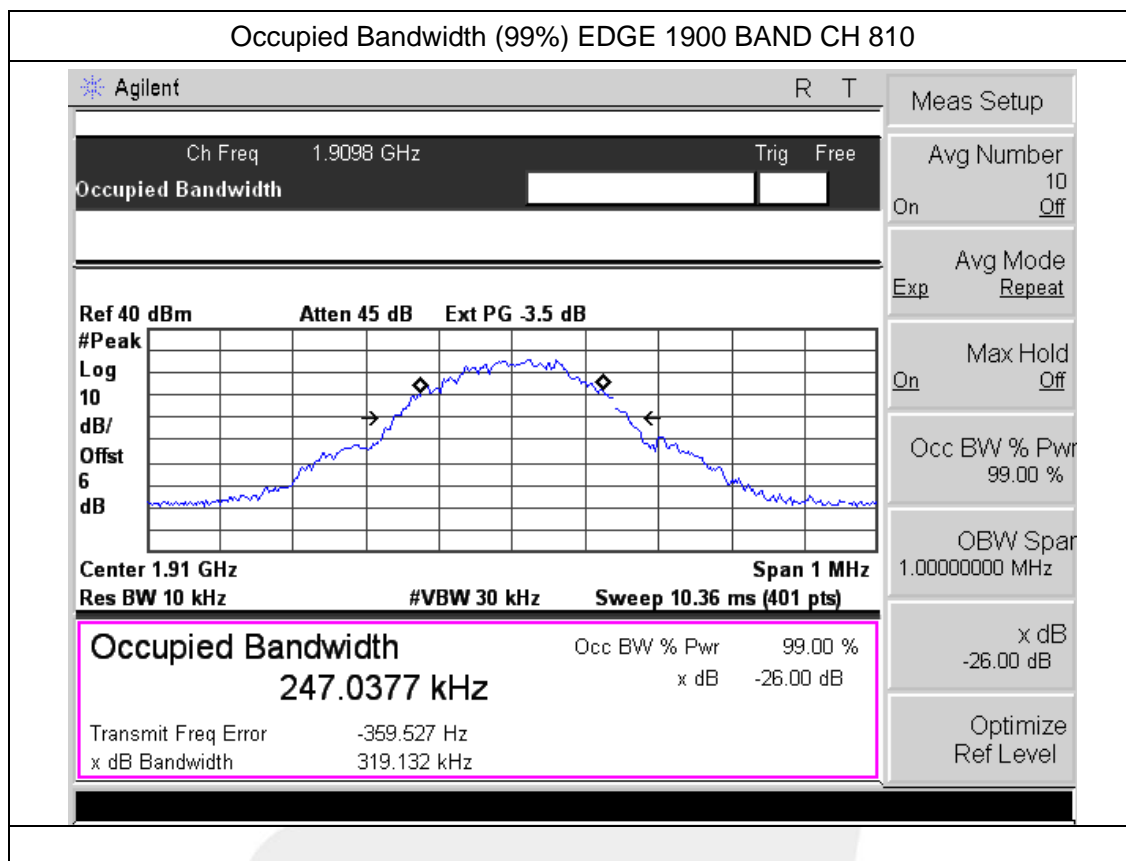 Occupied Bandwidth (99%) EDGE 1900 BAND CH 810
Agilent R T
Ch Freq 1.9098 GHz Trig Free
Occupied Bandwidth
Ref 40 dBm Atten 45 dB Ext PG -3.5 dB
#Peak
Log
10
dB/
Offst
6
dB
Center 1.91 GHz Span 1 MHz
Res BW 10 kHz #VBW 30 kHz Sweep 10.36 ms (401 pts)
Occupied Bandwidth Occ BW % Pwr 99.00 %
247.0377 kHz x dB -26.00 dB
Transmit Freq Error -359.527 Hz
x dB Bandwidth 319.132 kHz
Meas Setup
Avg Number
10
On Off
Avg Mode
Exp Repeat
Max Hold
On Off
Occ BW % Pwr
99.00 %
OBW Span
1.00000000 MHz
x dB
-26.00 dB
Optimize
Ref Level